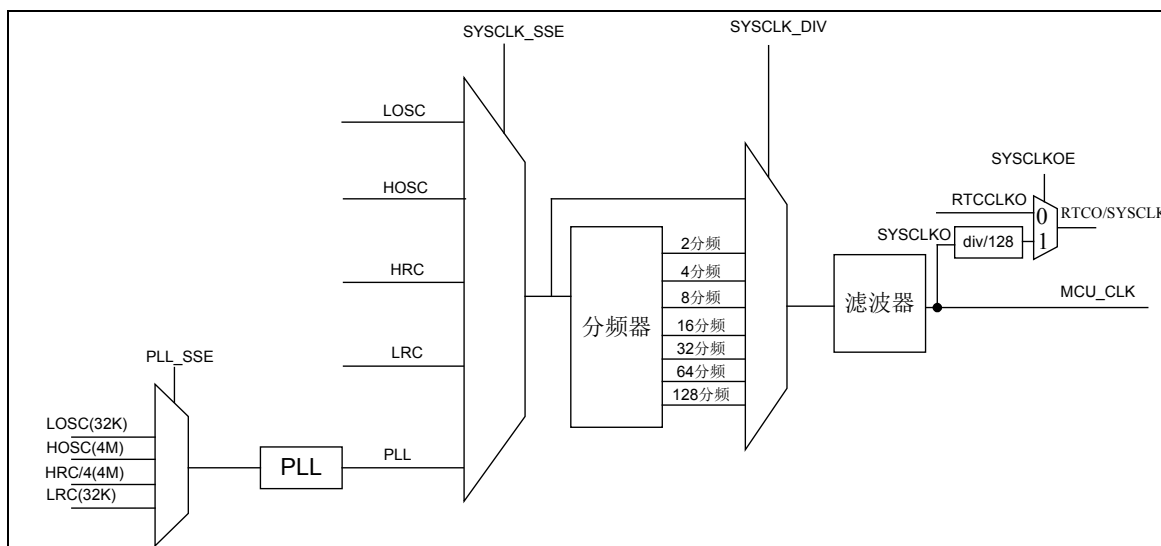 SYSCLK_SSE
SYSCLK_DIV
LOSC
SYSCLKOE
HOSC
RTCCLKO
0
RTCO/SYSCLK
SYSCLKO
div/128
1
2分频
4分频
HRC
8分频
MCU_CLK
分频器
滤波器
16分频
32分频
LRC
PLL_SSE
64分频
128分频
LOSC(32K)
HOSC(4M)
PLL
PLL
HRC/4(4M)
LRC(32K)